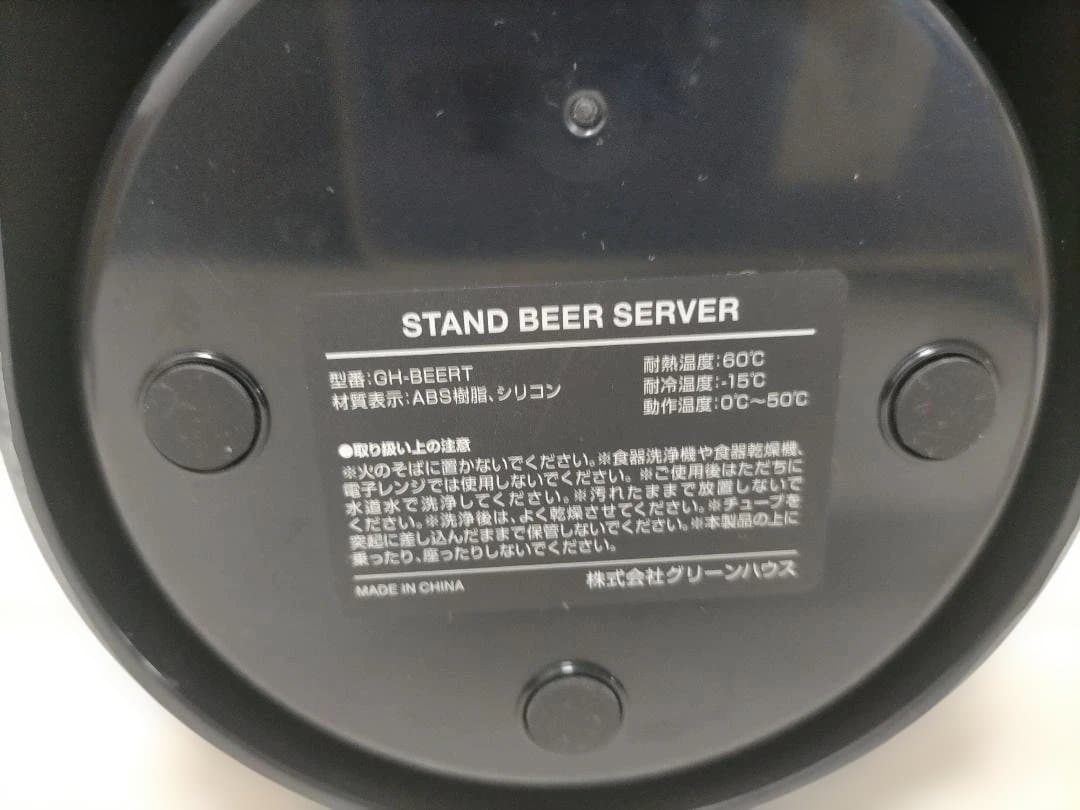 STAND BEER SERVER
型番:GH-BEERT
材質表示:ABS樹脂、シリコン
耐熱温度:60℃
耐冷温度:-15℃
動作温度:0℃〜50℃
●取り扱い上の注意
※火のそばに置かないでください。※食器洗浄機や食器乾燥機、
電子レンジでは使用しないでください。※ご使用後はただちに
水道水で洗浄してください。※汚れたままで放置しないで
ください。※洗浄後は、よく乾燥させてください。※チューブを
突起に差し込んだままで保管しないでください。※本製品の上に
乗ったり、座ったりしないでください。
MADE IN CHINA
株式会社グリーンハウス